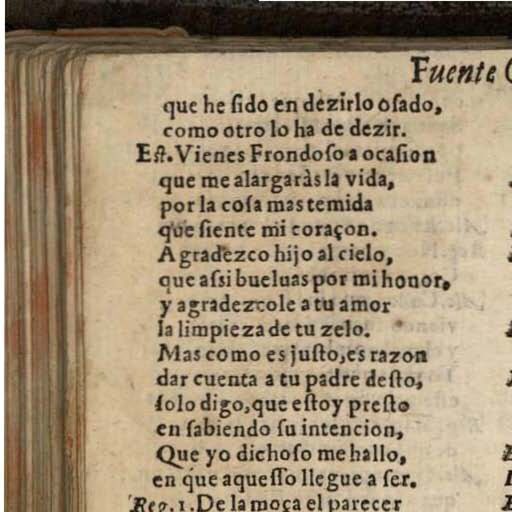 Fuente
que he ſido en dezirlo oſado,
como otro lo ha de dezir.
Eſt. Vienes Frondoſo a ocaſion
que me alargaràs la vida,
por la coſa mas temida
que ſiente mi coraçon.
Agradezco hijo al cielo,
que aſsi bueluas por mi honor,
y agradezcole a tu amor
la limpieza de tu zelo.
Mas como es juſto, es razon
dar cuenta a tu padre deſto,
ſolo digo, que eſtoy preſto
en ſabiendo ſu intencion,
Que yo dichoſo me hallo,
en que aqueſſo llegue a ſer.
Reg. 1. De la moça el parecer